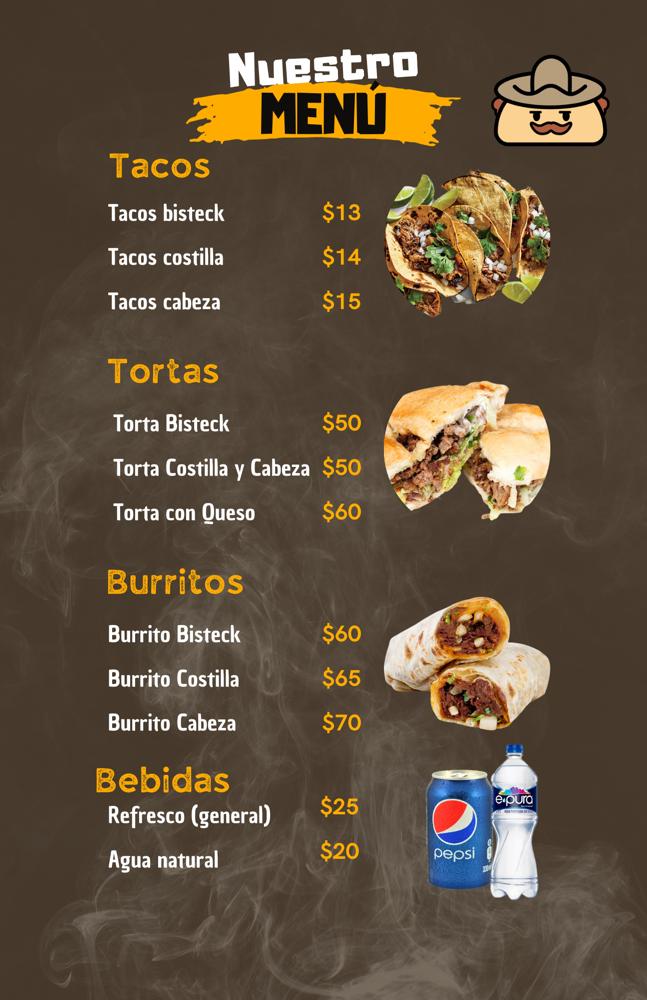 Nuestro
MENÚ
Tacos
Tacos bisteck $13
Tacos costilla $14
Tacos cabeza $15
Tortas
Torta Bisteck $50
Torta Costilla y Cabeza $50
Torta con Queso $60
Burritos
Burrito Bisteck $60
Burrito Costilla $65
Burrito Cabeza $70
Bebidas
Refresco (general) $25
Agua natural $20
pepsi
e·pura